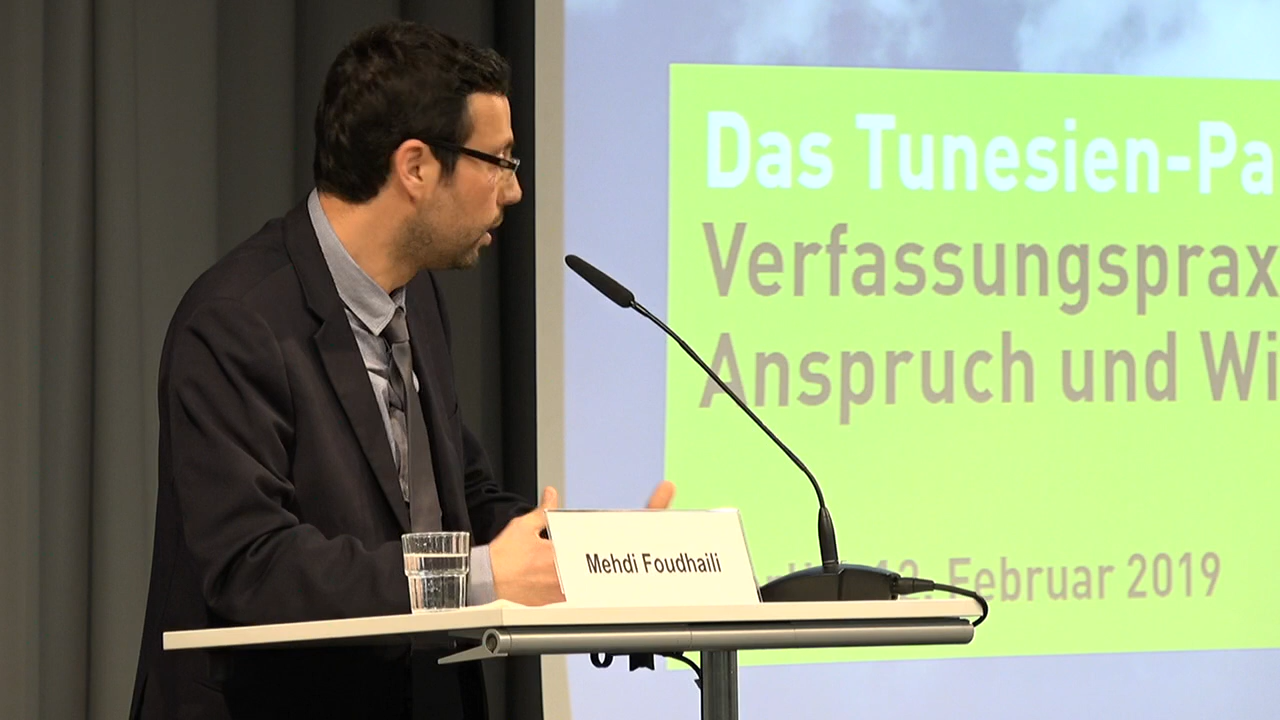 Das Tunesien-Pa
Verfassungsprax
Anspruch und Wi
Februar 2019
Mehdi Foudhaili